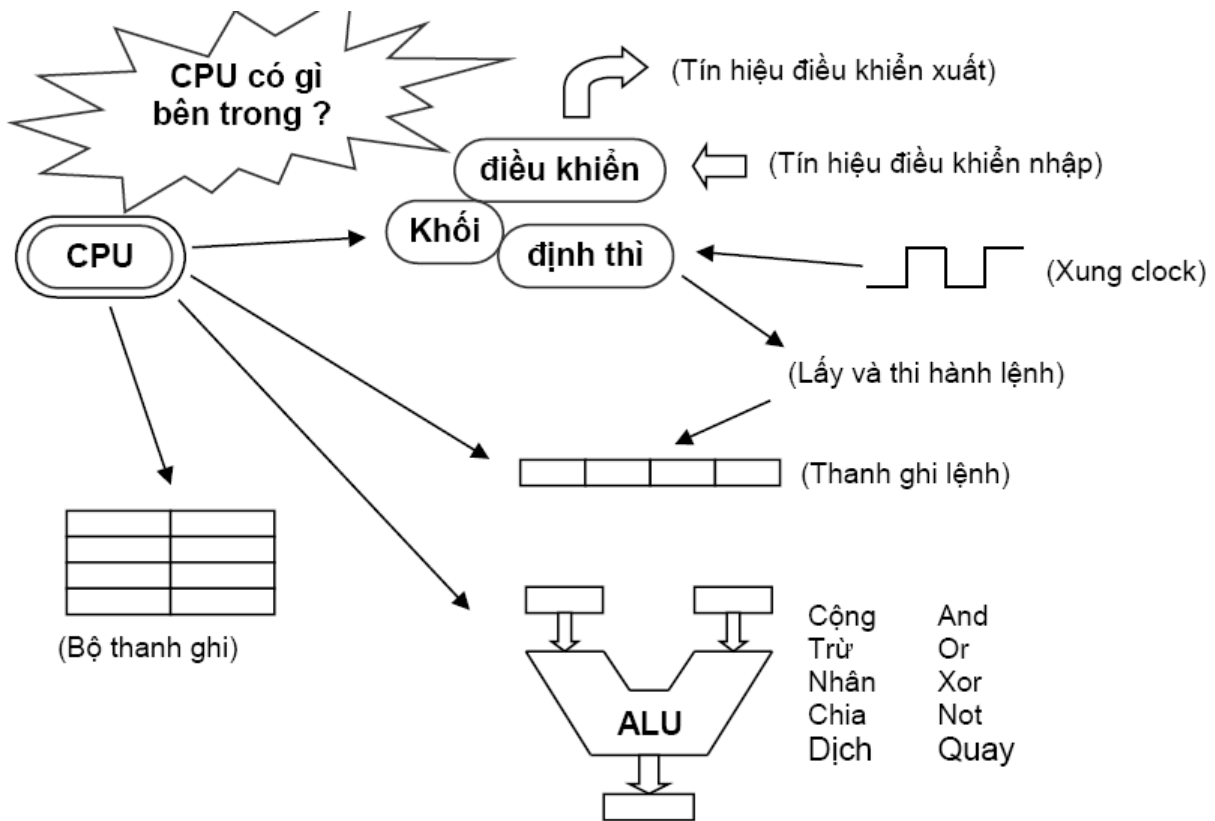 CPU có gì
bên trong ?
(Tín hiệu điều khiển xuất)
điều khiển
(Tín hiệu điều khiển nhập)
Khối
định thì
CPU
(Xung clock)
(Lấy và thi hành lệnh)
(Thanh ghi lệnh)
(Bộ thanh ghi)
ALU
Cộng And
Trừ Or
Nhân Xor
Chia Not
Dịch Quay